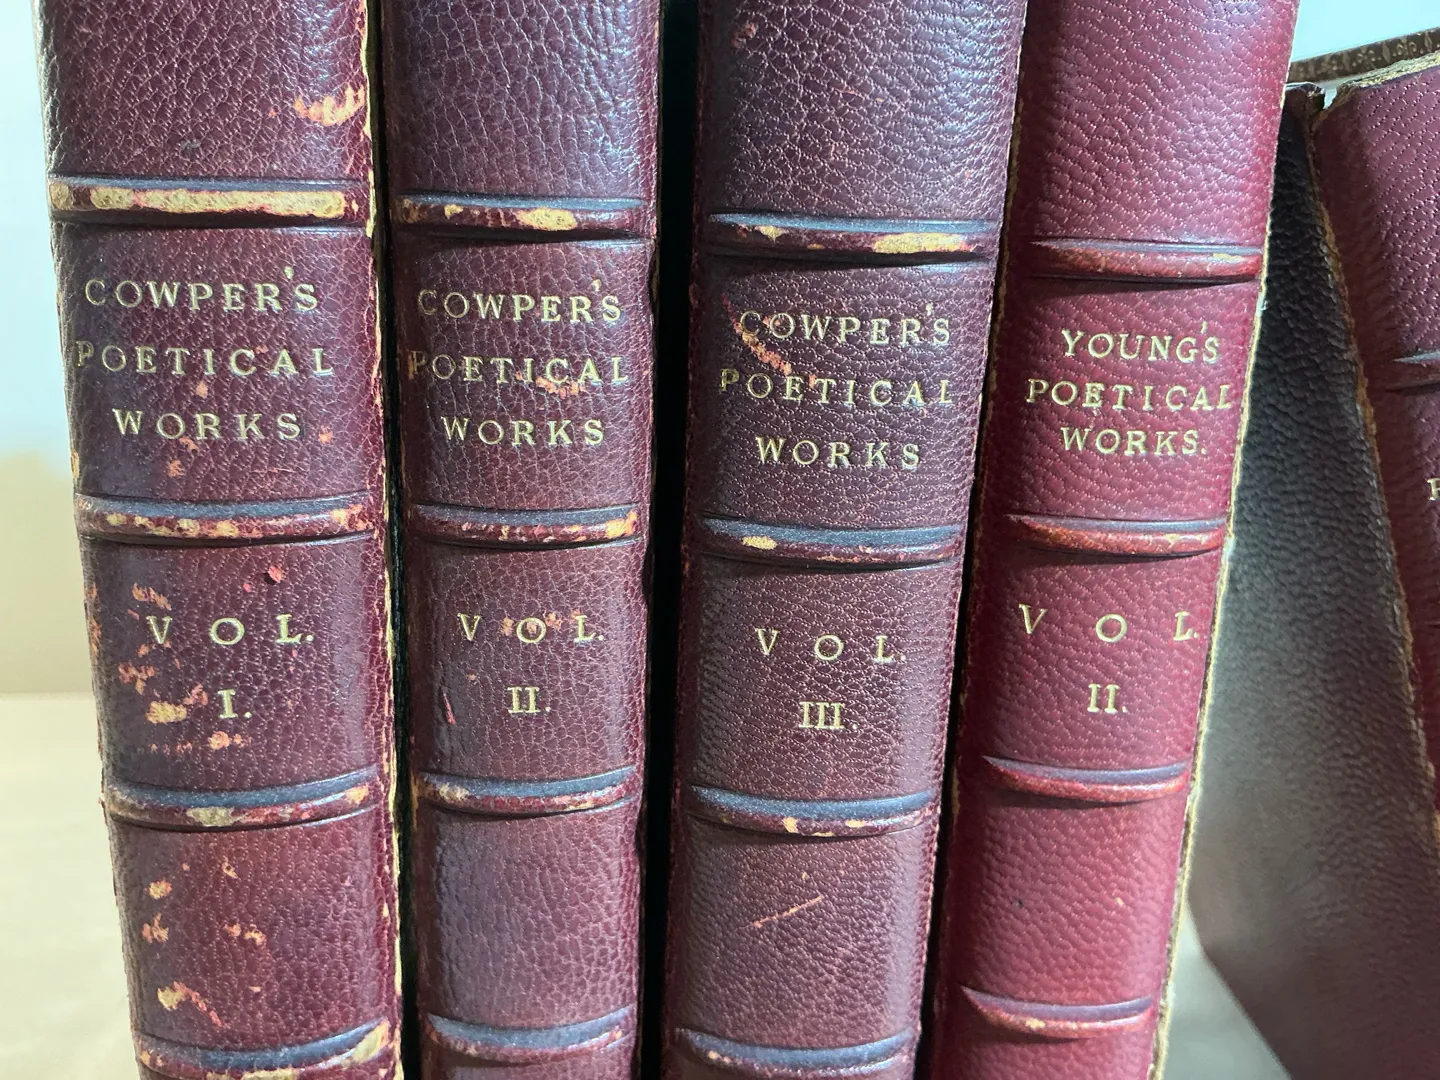 COWPER'S
POETICAL
WORKS
VOL.
I.
COWPER'S
POETICAL
WORKS
VOL.
II.
COWPER'S
POETICAL
WORKS
VOL.
III.
YOUNG'S
POETICAL
WORKS.
VOL.
II.